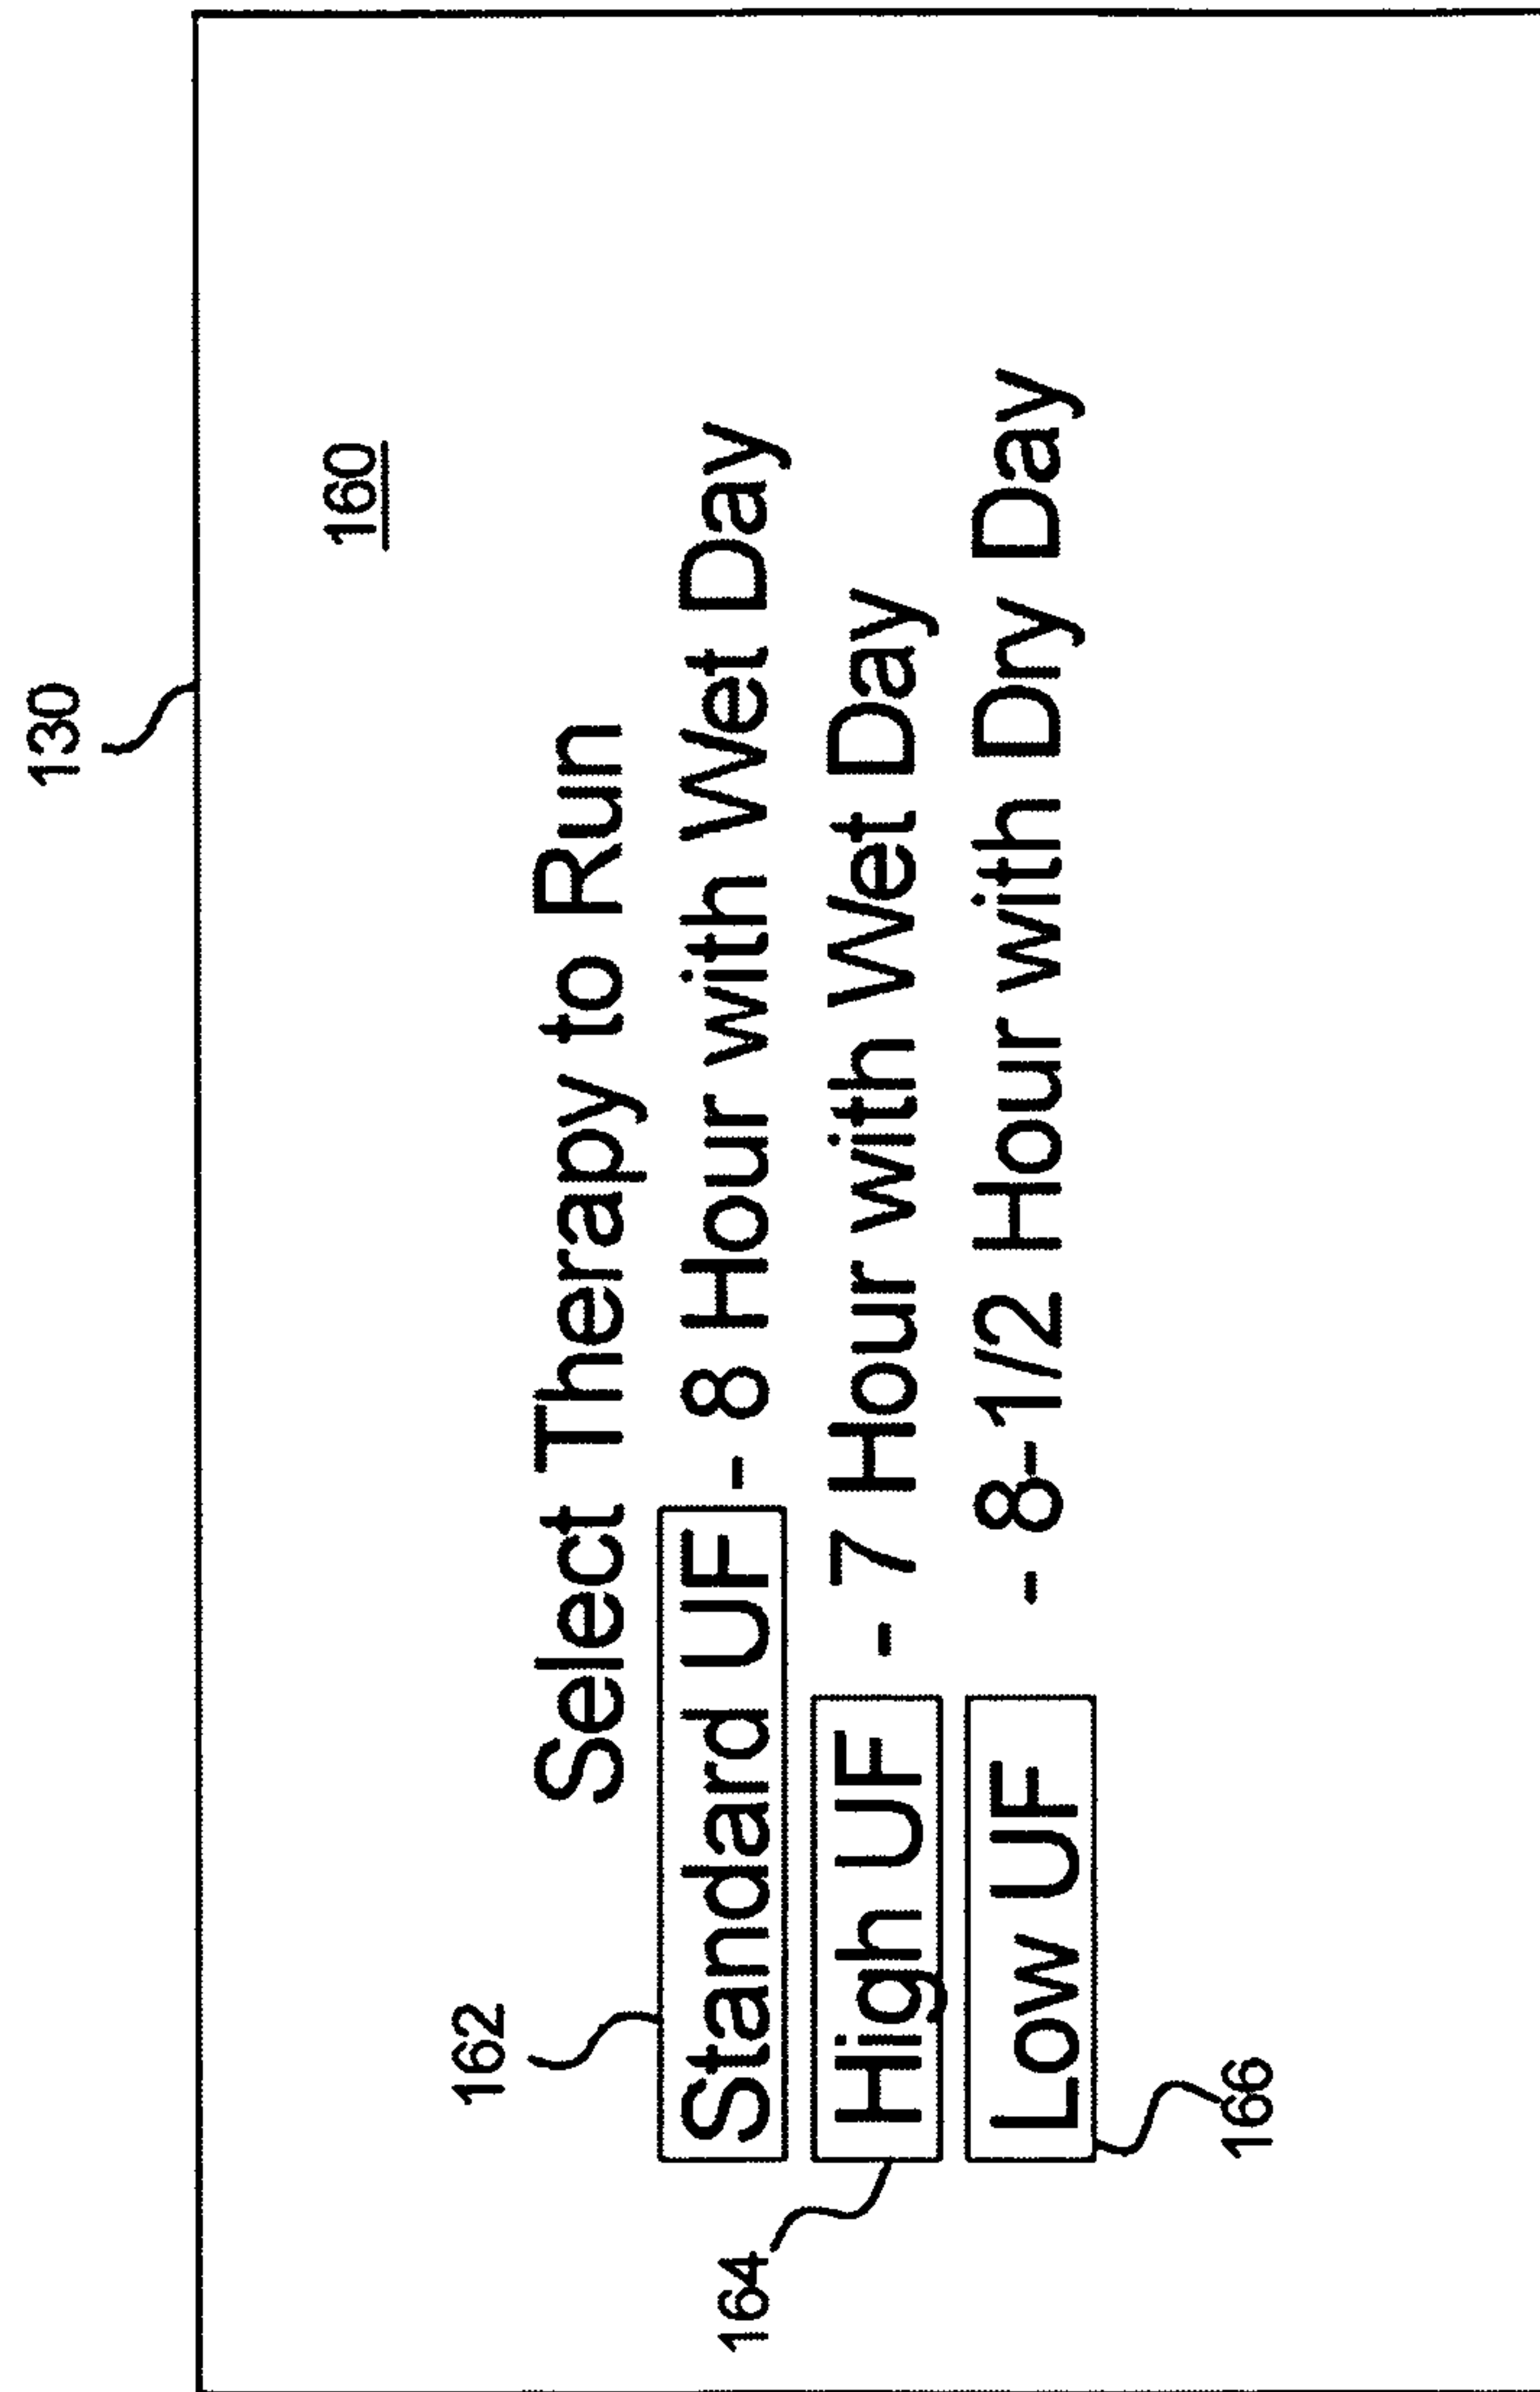 130
160
Select Therapy to Run
162
Standard UF - 8 Hour with Wet Day
164
High UF - 7 Hour with Wet Day
Low UF - 8-1/2 Hour with Dry Day
166